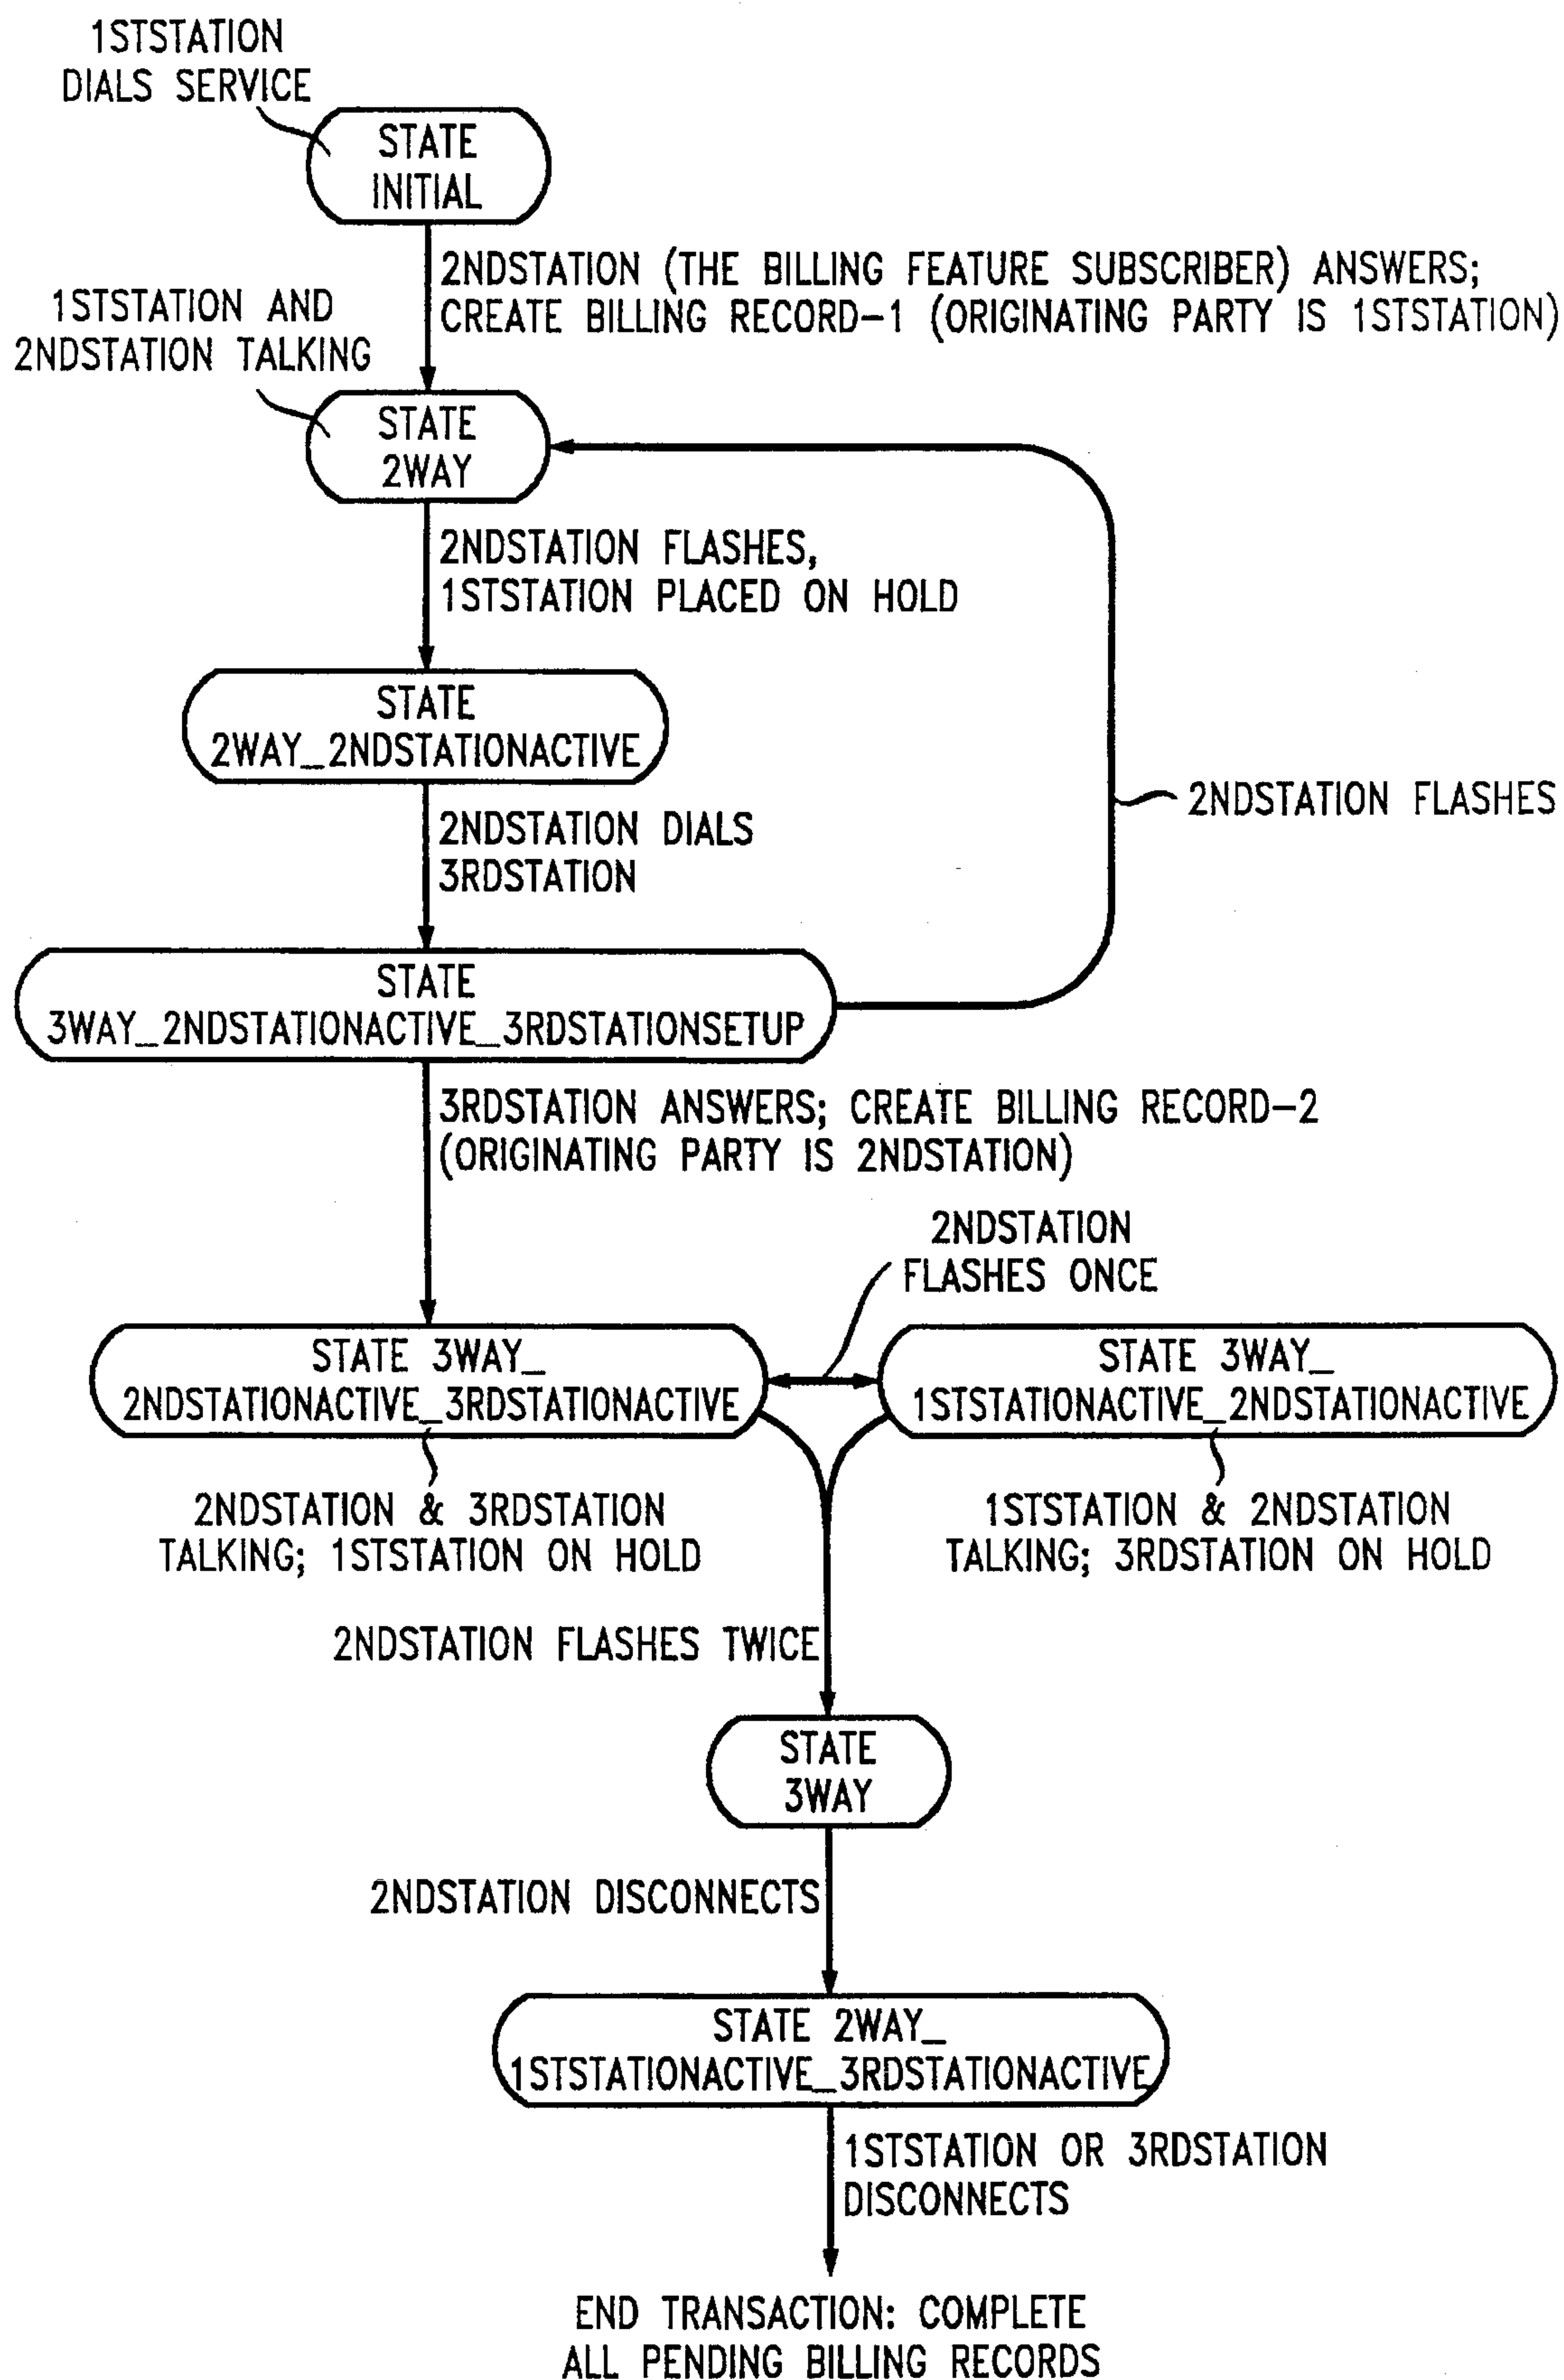 1STSTATION
DIALS SERVICE
STATE
INITIAL
2NDSTATION (THE BILLING FEATURE SUBSCRIBER) ANSWERS;
CREATE BILLING RECORD-1 (ORIGINATING PARTY IS 1STSTATION)
1STSTATION AND
2NDSTATION TALKING
STATE
2WAY
2NDSTATION FLASHES,
1STSTATION PLACED ON HOLD
STATE
2WAY_2NDSTATIONACTIVE
2NDSTATION FLASHES
2NDSTATION DIALS
3RDSTATION
STATE
3WAY_2NDSTATIONACTIVE_3RDSTATIONSETUP
3RDSTATION ANSWERS; CREATE BILLING RECORD-2
(ORIGINATING PARTY IS 2NDSTATION)
2NDSTATION
FLASHES ONCE
STATE 3WAY_
2NDSTATIONACTIVE_3RDSTATIONACTIVE
STATE 3WAY_
1STSTATIONACTIVE_2NDSTATIONACTIVE
2NDSTATION & 3RDSTATION
TALKING; 1STSTATION ON HOLD
1STSTATION & 2NDSTATION
TALKING; 3RDSTATION ON HOLD
2NDSTATION FLASHES TWICE
STATE
3WAY
2NDSTATION DISCONNECTS
STATE 2WAY_
1STSTATIONACTIVE_3RDSTATIONACTIVE
1STSTATION OR 3RDSTATION
DISCONNECTS
END TRANSACTION: COMPLETE
ALL PENDING BILLING RECORDS